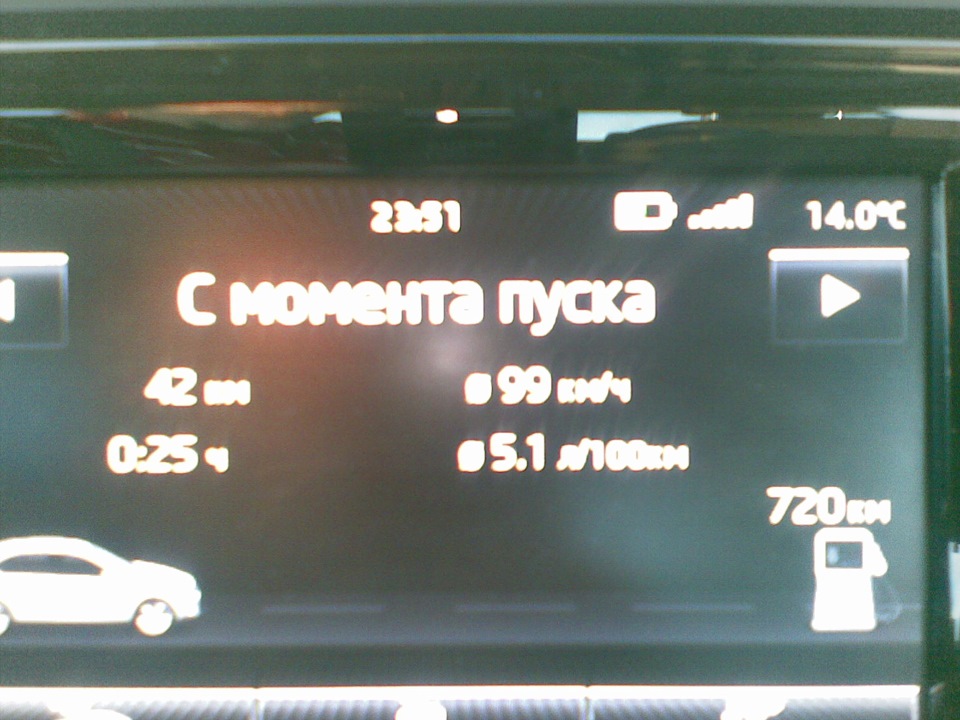 23:51 14.0°C
С момента пуска
42 км ø 99 км/ч
0:25 ч ø 5.1 л/100км
720 км